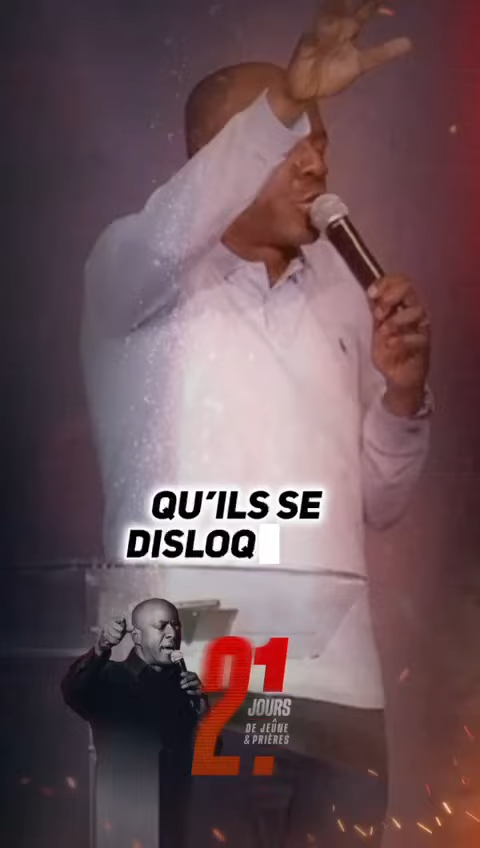 QU'ILS SE
DISLOQ
21
JOURS
DE JEÛNE
& PRIÈRES